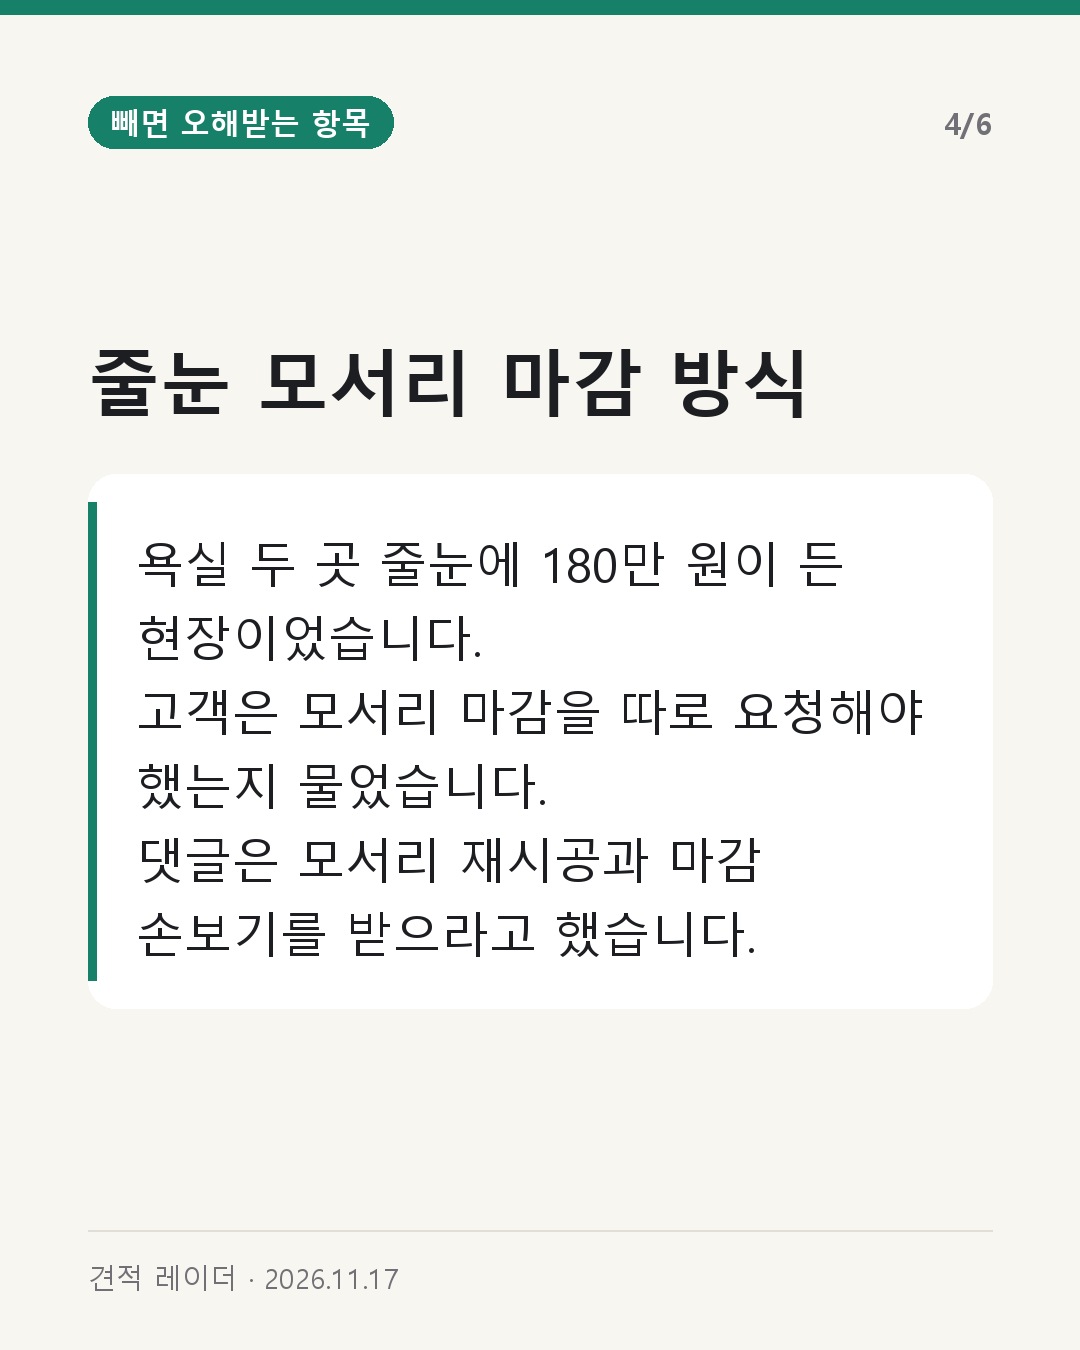 빼면 오해받는 항목
4/6
줄눈 모서리 마감 방식
욕실 두 곳 줄눈에 180만 원이 든
현장이었습니다.
고객은 모서리 마감을 따로 요청해야
했는지 물었습니다.
댓글은 모서리 재시공과 마감
손보기를 받으라고 했습니다.
견적 레이더 · 2026.11.17